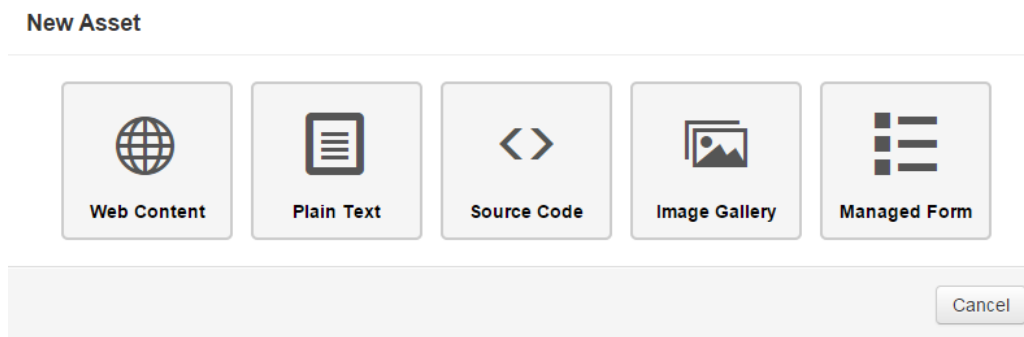 New Asset
Web Content
Plain Text
Source Code
Image Gallery
Managed Form
Cancel